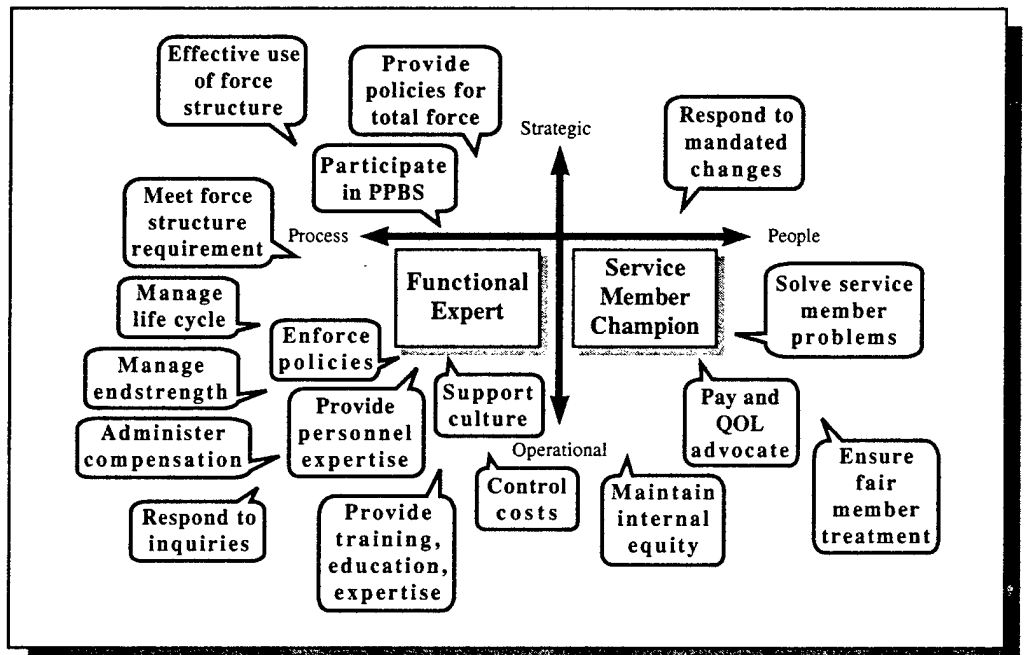 Effective use
of force
structure
Provide
policies for
total force
Strategic
Respond to
mandated
changes
Participate
in PPBS
Meet force
structure
requirement
Process
People
Functional
Expert
Service
Member
Champion
Solve service
member
problems
Manage
life cycle
Enforce
policies
Manage
endstrength
Support
culture
Provide
personnel
expertise
Pay and
QOL
advocate
Administer
compensation
Operational
Ensure
fair
member
treatment
Control
costs
Maintain
internal
equity
Respond to
inquiries
Provide
training,
education,
expertise